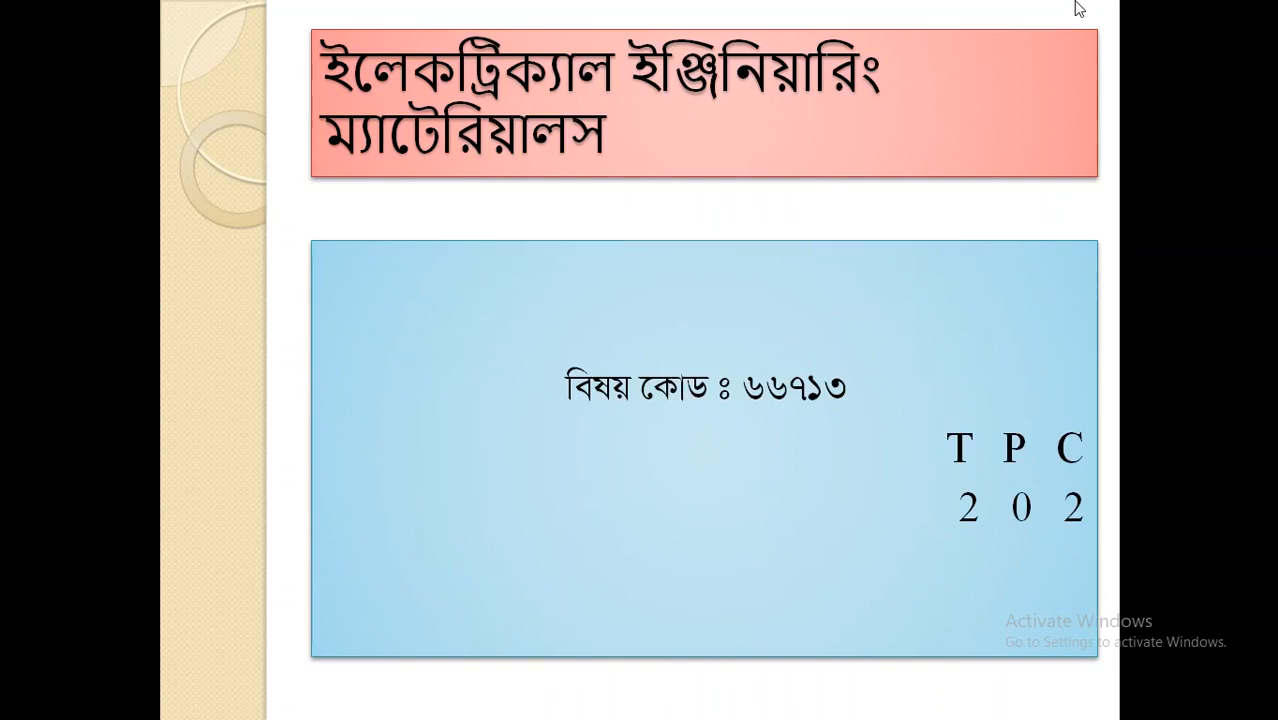 ইলেকট্রিক্যাল ইঞ্জিনিয়ারিং
ম্যাটেরিয়ালস
বিষয় কোড ঃ ৬৬৭১৩
T P C
2 0 2
Activate Windows
Go to Settings to activate Windows.